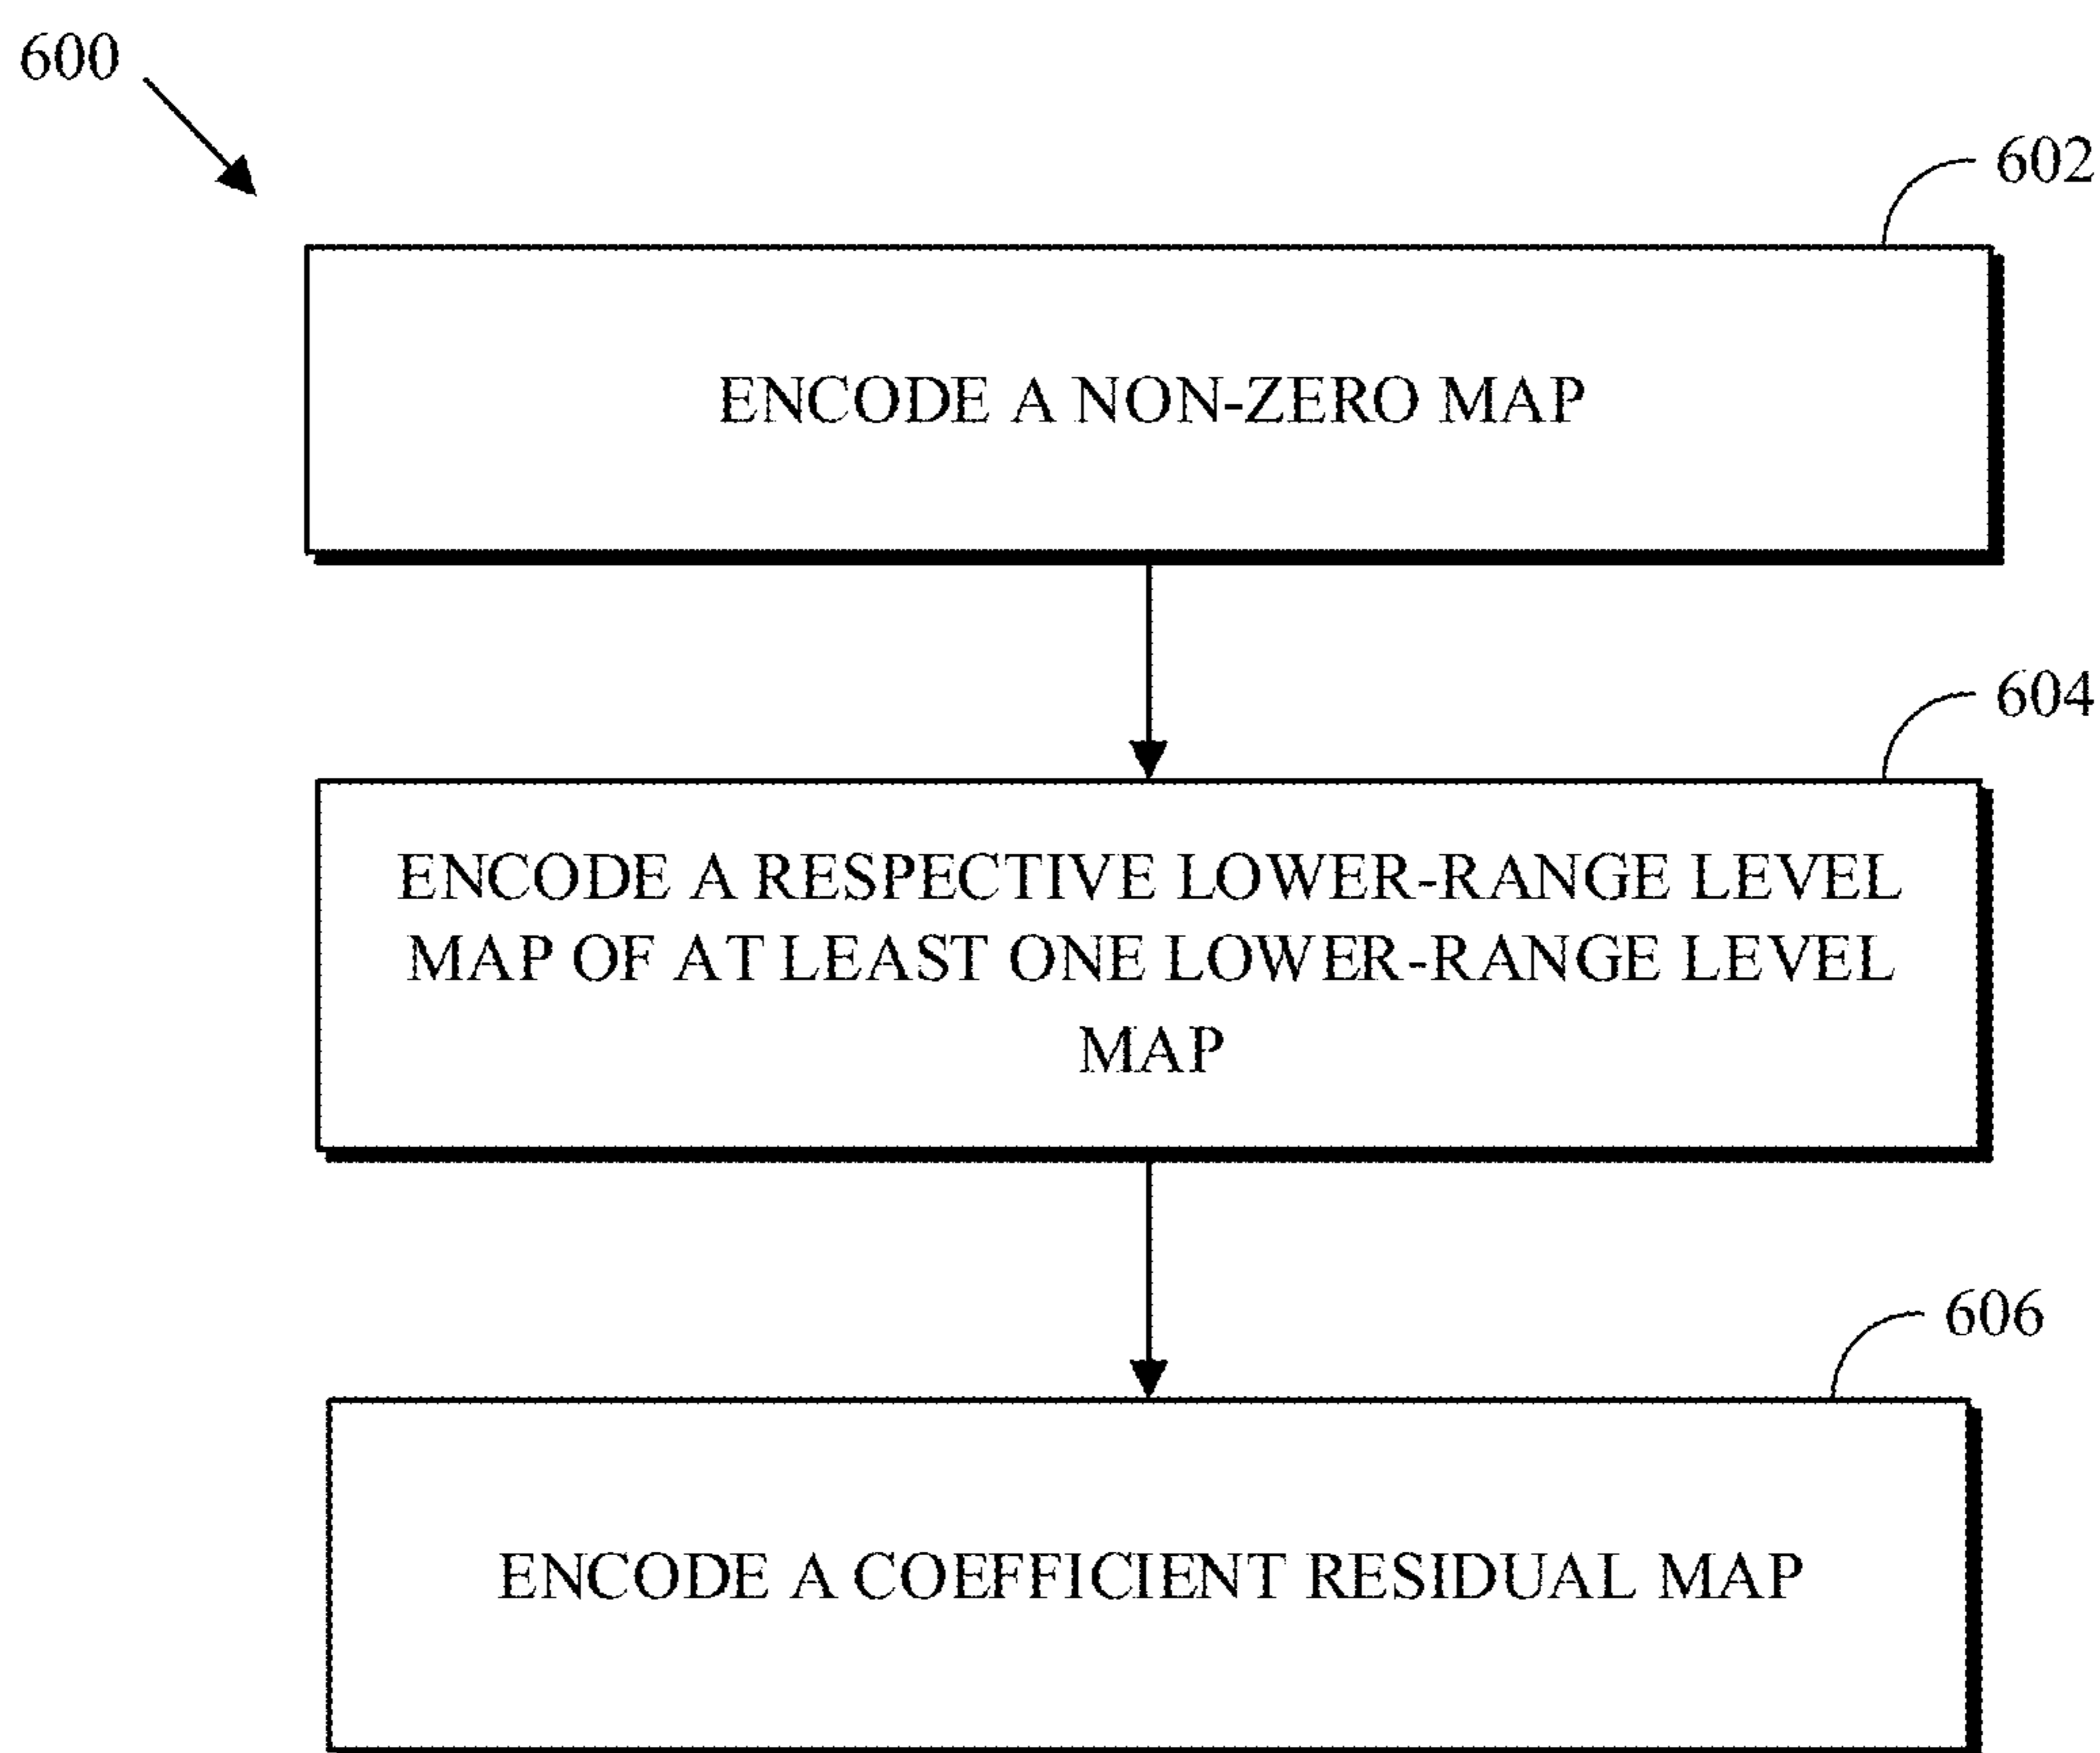 600
602
ENCODE A NON-ZERO MAP
604
ENCODE A RESPECTIVE LOWER-RANGE LEVEL
MAP OF AT LEAST ONE LOWER-RANGE LEVEL
MAP
606
ENCODE A COEFFICIENT RESIDUAL MAP